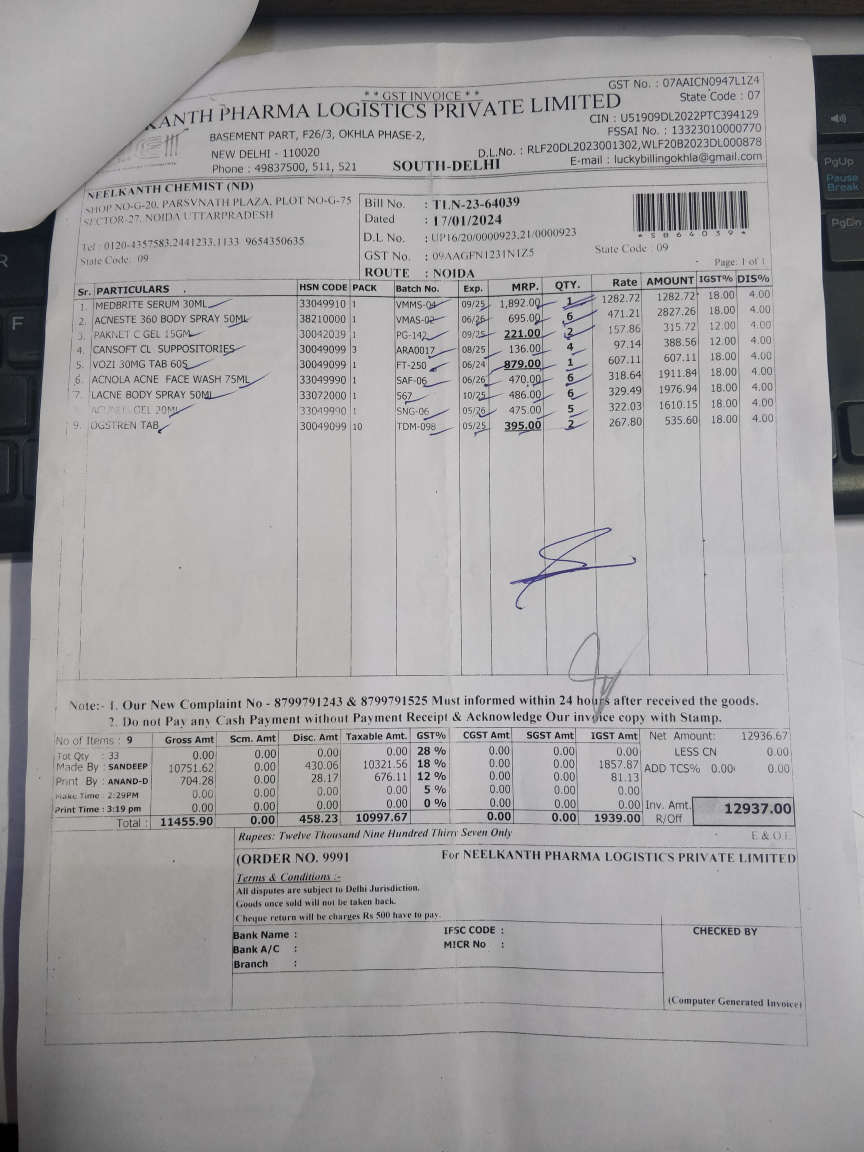 * * GST INVOICE * *
GST No. : 07AAICN0947L1Z4
State Code : 07
KANTH PHARMA LOGISTICS PRIVATE LIMITED
CIN : U51909DL2022PTC394129
FSSAI No. : 13323010000770
BASEMENT PART, F26/3, OKHLA PHASE-2,
NEW DELHI - 110020
D.L.No. : RLF20DL2023001302,WLF20B2023DL000878
Phone : 49837500, 511, 521
SOUTH-DELHI
E-mail : luckybillingokhla@gmail.com
NEELKANTH CHEMIST (ND)
SHOP NO-G-20, PARSVNATH PLAZA, PLOT NO-G-75
SECTOR-27, NOIDA UTTARPRADESH
Tel : 0120-4357583,2441233,1133 9654350635
State Code: 09
Bill No. : TLN-23-64039
Dated : 17/01/2024
D.L No. : UP16/20/0000923,21/0000923
GST No. : 09AAGFN1231N1Z5
State Code : 09
ROUTE : NOIDA
* S B 6 4 0 3 9 *
Page: 1 of 1
Sr. PARTICULARS . HSN CODE PACK Batch No. Exp. MRP. QTY. Rate AMOUNT IGST% DIS%
1. MEDBRITE SERUM 30ML 33049910 1 VMMS-04 09/25 1,892.00 1 1282.72 1282.72 18.00 4.00
2. ACNESTE 360 BODY SPRAY 50ML 38210000 1 VMAS-02 06/26 695.00 6 471.21 2827.26 18.00 4.00
3. PAKNET C GEL 15GM 30042039 1 PG-142 09/25 221.00 2 157.86 315.72 12.00 4.00
4. CANSOFT CL SUPPOSITORIES 30049099 3 ARA0017 08/25 136.00 4 97.14 388.56 12.00 4.00
5. VOZI 30MG TAB 60S 30049099 1 FT-250 06/24 879.00 1 607.11 607.11 18.00 4.00
6. ACNOLA ACNE FACE WASH 75ML 33049990 1 SAF-06 06/26 470.00 6 318.64 1911.84 18.00 4.00
7. LACNE BODY SPRAY 50ML 33072000 1 567 10/25 486.00 6 329.49 1976.94 18.00 4.00
GEL 20ML 33049990 1 SNG-06 05/26 475.00 5 322.03 1610.15 18.00 4.00
9. OGSTREN TAB 30049099 10 TDM-098 05/25 395.00 2 267.80 535.60 18.00 4.00
Note:- 1. Our New Complaint No - 8799791243 & 8799791525 Must informed within 24 hours after received the goods.
2. Do not Pay any Cash Payment without Payment Receipt & Acknowledge Our invoice copy with Stamp.
No of Items : 9 Gross Amt Scm. Amt Disc. Amt Taxable Amt. GST% CGST Amt SGST Amt IGST Amt Net Amount: 12936.67
Tot Qty : 33 0.00 0.00 0.00 0.00 28 % 0.00 0.00 0.00 LESS CN 0.00
Made By : SANDEEP 10751.62 0.00 430.06 10321.56 18 % 0.00 0.00 1857.87 ADD TCS% 0.00 0.00
Print By : ANAND-D 704.28 0.00 28.17 676.11 12 % 0.00 0.00 81.13
Make Time : 2:29PM 0.00 0.00 0.00 0.00 5 % 0.00 0.00 0.00
Print Time : 3:19 pm 0.00 0.00 0.00 0.00 0 % 0.00 0.00 0.00 Inv. Amt. 12937.00
Total : 11455.90 0.00 458.23 10997.67 0.00 0.00 1939.00 R/Off
Rupees: Twelve Thousand Nine Hundred Thirty Seven Only
E & O E
(ORDER NO. 9991
For NEELKANTH PHARMA LOGISTICS PRIVATE LIMITED
Terms & Conditions :-
All disputes are subject to Delhi Jurisdiction.
Goods once sold will not be taken back.
Cheque return will be charges Rs 500 have to pay.
Bank Name : IFSC CODE : CHECKED BY
Bank A/C : MICR No :
Branch :
(Computer Generated Invoice)
PgUp
Pause
Break
PgDn
R
F